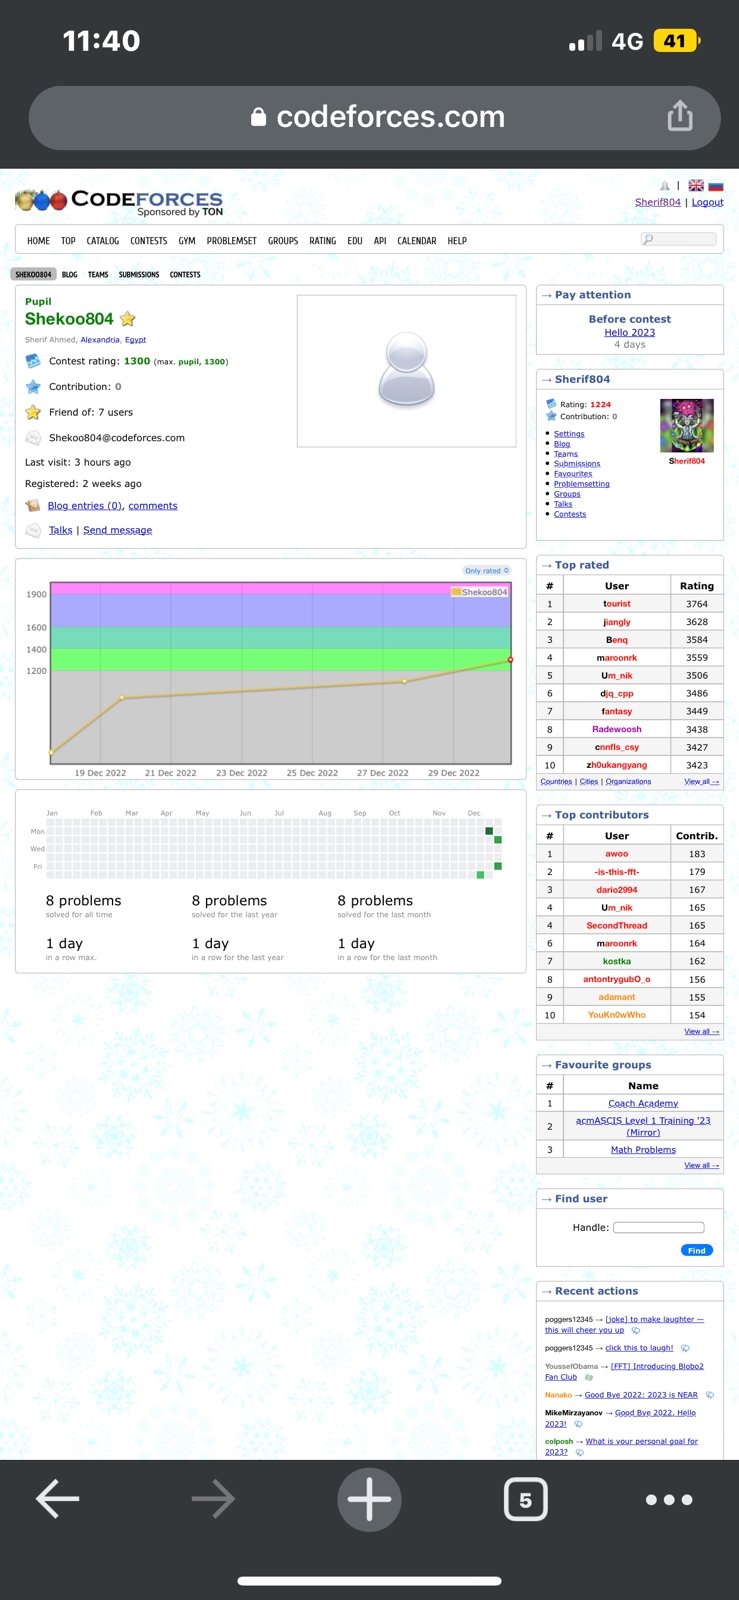 11:40
4G 41
codeforces.com
CODEFORCES
Sponsored by TON
|
Sherif804 | Logout
HOME TOP CATALOG CONTESTS GYM PROBLEMSET GROUPS RATING EDU API CALENDAR HELP
SHEKOO804 BLOG TEAMS SUBMISSIONS CONTESTS
Pupil
Shekoo804
Sherif Ahmed, Alexandria, Egypt
Contest rating: 1300 (max. pupil, 1300)
Contribution: 0
Friend of: 7 users
Shekoo804@codeforces.com
Last visit: 3 hours ago
Registered: 2 weeks ago
Blog entries (0), comments
Talks | Send message
Only rated
Shekoo804
1900
1600
1400
1200
19 Dec 2022 21 Dec 2022 23 Dec 2022 25 Dec 2022 27 Dec 2022 29 Dec 2022
Jan Feb Mar Apr May Jun Jul Aug Sep Oct Nov Dec
Mon
Wed
Fri
8 problems 8 problems 8 problems
solved for all time solved for the last year solved for the last month
1 day 1 day 1 day
in a row max. in a row for the last year in a row for the last month
→ Pay attention
Before contest
Hello 2023
4 days
→ Sherif804
Rating: 1224
Contribution: 0
Settings
Blog
Teams
Submissions
Favourites
Problemsetting
Groups
Talks
Contests
Sherif804
→ Top rated
# User Rating
1 tourist 3764
2 jiangly 3628
3 Benq 3584
4 maroonrk 3559
5 Um_nik 3506
6 djq_cpp 3486
7 fantasy 3449
8 Radewoosh 3438
9 cnnfls_csy 3427
10 zh0ukangyang 3423
Countries | Cities | Organizations View all →
→ Top contributors
# User Contrib.
1 awoo 183
2 -is-this-fft- 179
3 dario2994 167
4 Um_nik 165
4 SecondThread 165
6 maroonrk 164
7 kostka 162
8 antontrygubO_o 156
9 adamant 155
10 YouKn0wWho 154
View all →
→ Favourite groups
# Name
1 Coach Academy
2 acmASCIS Level 1 Training '23
(Mirror)
3 Math Problems
View all →
→ Find user
Handle:
Find
→ Recent actions
poggers12345 → [joke] to make laughter —
this will cheer you up
poggers12345 → click this to laugh!
YoussefObama → [FFT] Introducing Blobo2
Fan Club
Nanako → Good Bye 2022: 2023 is NEAR
MikeMirzayanov → Good Bye 2022, Hello
2023!
colposh → What is your personal goal for
2023?
5